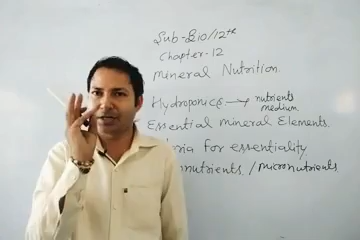 Sub- Bio/12th
Chapter-12
Mineral Nutrition.
Hydroponics → nutrients medium
Essential Mineral Elements.
for essentiality
nutrients / micronutrients